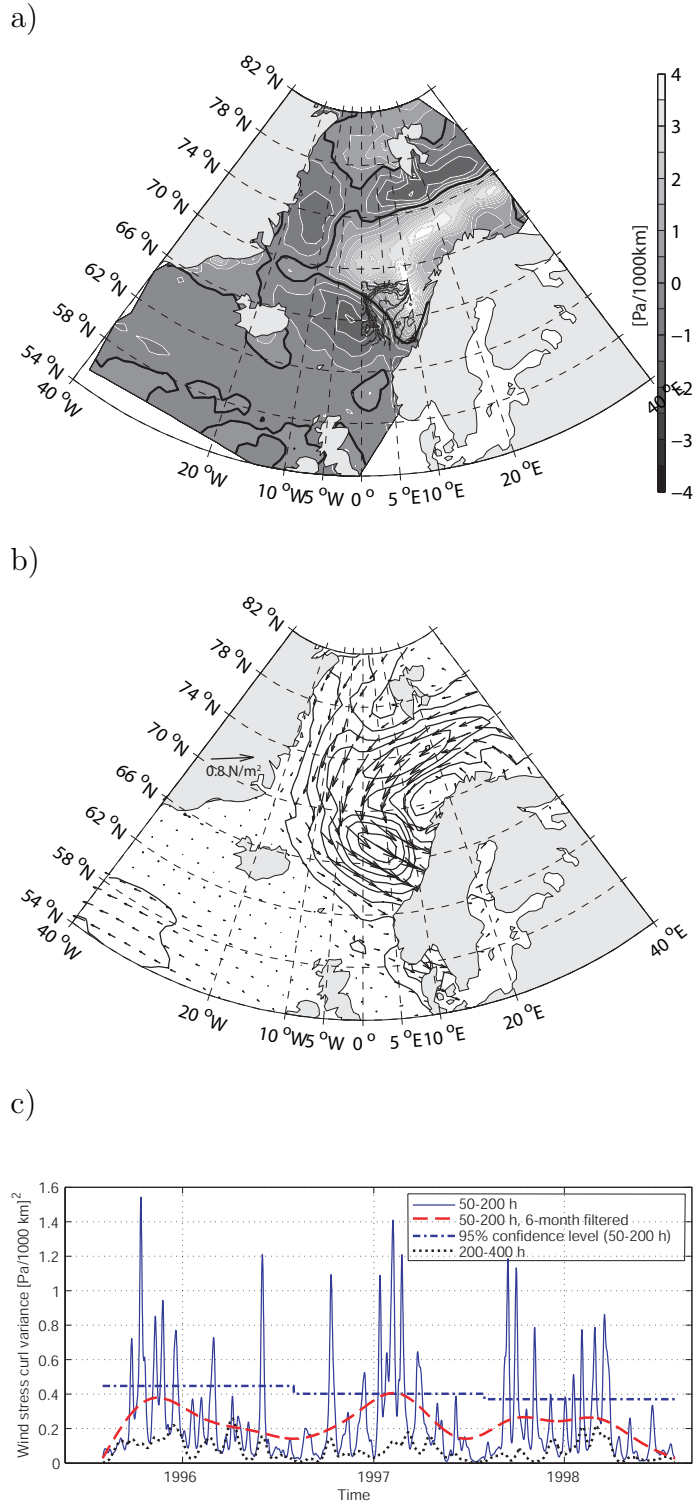 a)
82 °N
78 °N
74 °N
70 °N
66 °N
62 °N
58 °N
54 °N
40 °W
20 °W
10 °W
5 °W
0 °
5 °E
10 °E
20 °E
40 °E
4
3
2
1
0
−1
−2
−3
−4
[Pa/1000km]
b)
82 °N
78 °N
74 °N
70 °N
66 °N
62 °N
58 °N
54 °N
40 °W
0.8 N/m²
20 °W
10 °W
5 °W
0 °
5 °E
10 °E
20 °E
40 °E
c)
Wind stress curl variance [Pa/1000 km]²
1.6
1.4
1.2
1
0.8
0.6
0.4
0.2
0
50-200 h
50-200 h, 6-month filtered
95% confidence level (50-200 h)
200-400 h
1996
1997
1998
Time